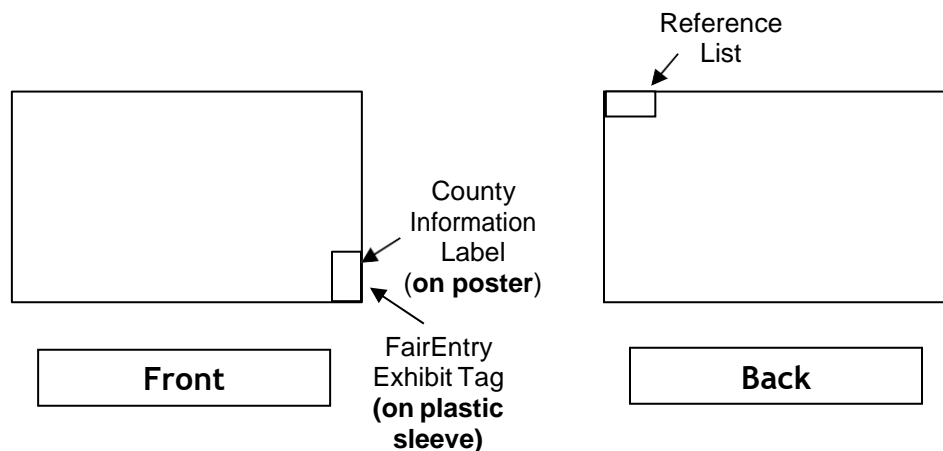 Reference
List
County
Information
Label
(on poster)
FairEntry
Exhibit Tag
(on plastic
sleeve)
Front
Back